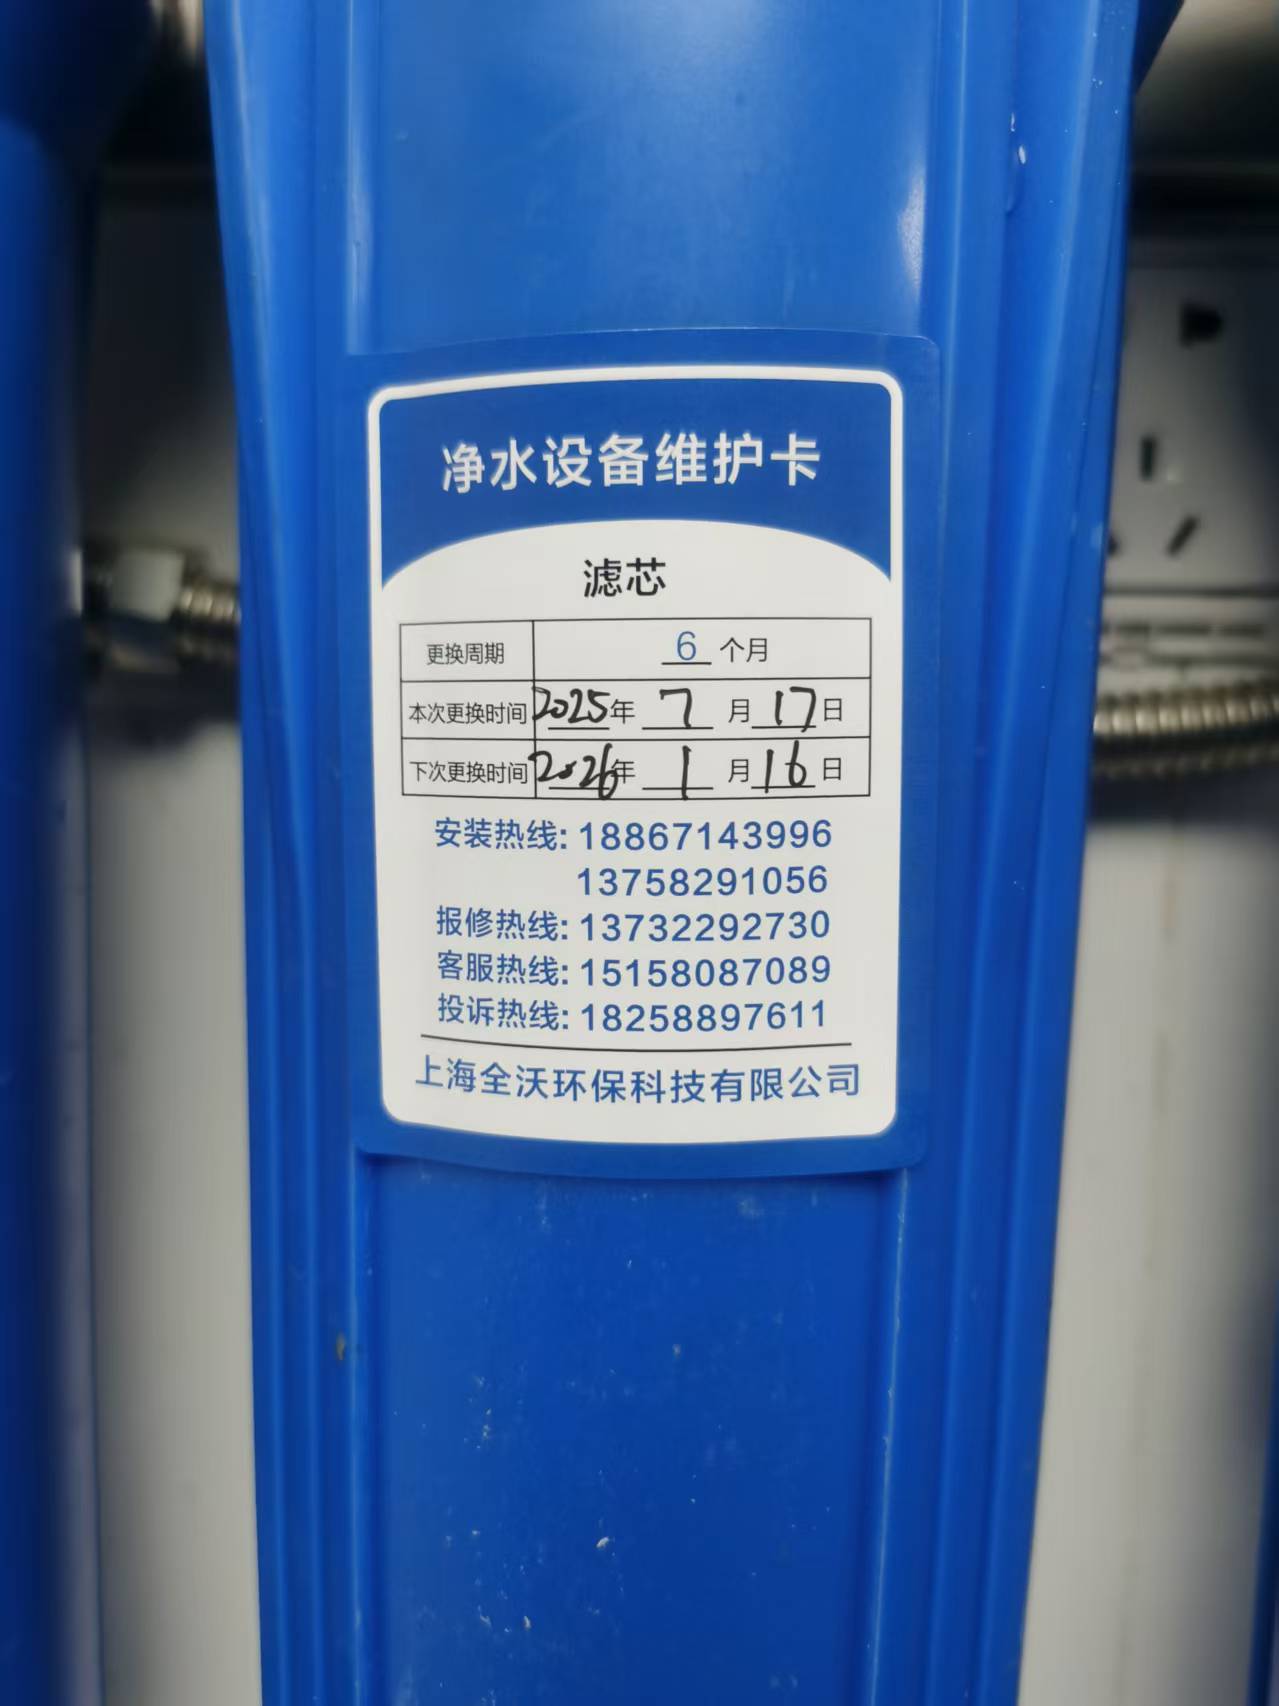 净水设备维护卡
滤芯
更换周期 6 个月
本次更换时间 2025年 7 月 17 日
下次更换时间 2026年 1 月 16 日
安装热线: 18867143996
13758291056
报修热线: 13732292730
客服热线: 15158087089
投诉热线: 18258897611
上海全沃环保科技有限公司